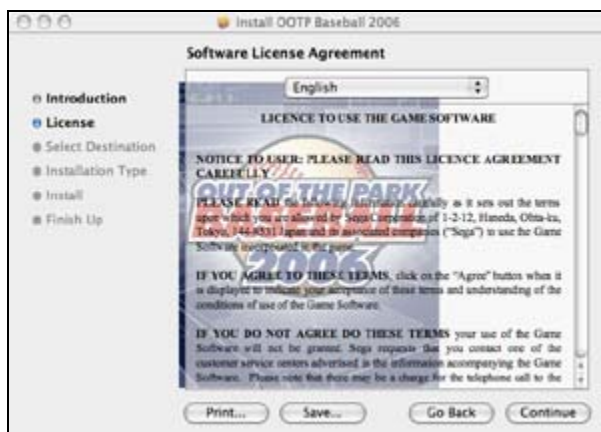 Install OOTP Baseball 2006
Software License Agreement
Introduction
License
Select Destination
Installation Type
Install
Finish Up
English
LICENCE TO USE THE GAME SOFTWARE
NOTICE TO USER: PLEASE READ THIS LICENCE AGREEMENT
CAREFULLY
PLEASE READ the following information carefully as it sets out the terms
upon which you are allowed by Sega Corporation of 1-2-12, Haneda, Ohta-ku,
Tokyo, 144-8531 Japan and its associated companies ("Sega") to use the Game
Software incorporated in the game.
IF YOU AGREE TO THESE TERMS, click on the "Agree" button when it
is displayed to indicate your acceptance of these terms and understanding of the
conditions of use of the Game Software.
IF YOU DO NOT AGREE DO THESE TERMS your use of the Game
Software will not be granted. Sega requests that you contact one of the
customer service centers advertised in the information accompanying the Game
Software. Please note that there may be a charge for the telephone call to the
OUT OF THE PARK
BASEBALL
2006
Print...
Save...
Go Back
Continue